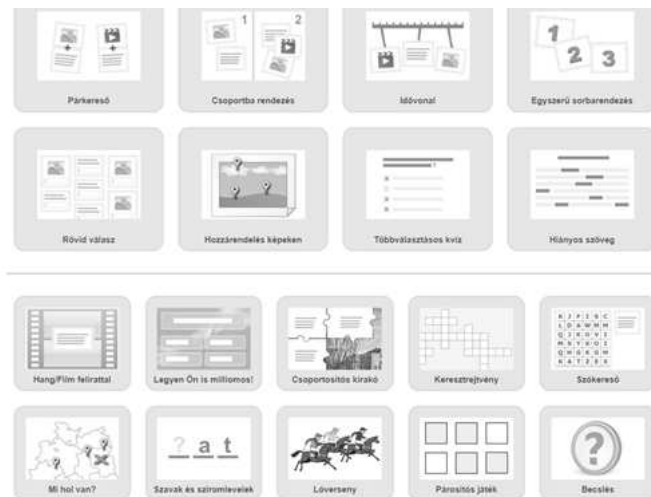 1 2
1
2
3
Párkereső Csoportba rendezés Idővonal Egyszerű sorbarendezés
Rövid válasz Hozzárendelés képeken Többválasztásos kvíz Hiányos szöveg
Hang/Film felirattal Legyen Ön is milliomos! Csoportosítós kirakó Keresztrejtvény Szókereső
? a t
?
Mi hol van? Szavak és sziromlevelek Lóverseny Párosítós játék Becslés